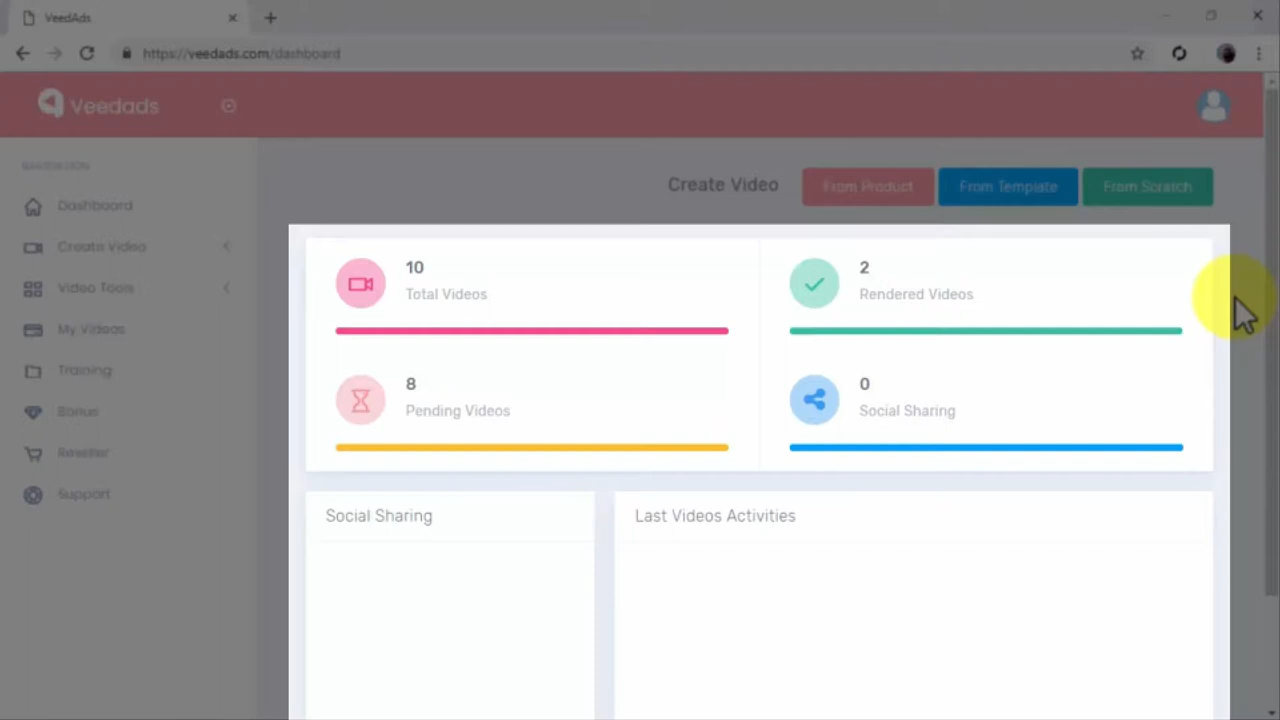 VeedAds
https://veedads.com/dashboard
Veedads
NAVIGATION
Dashboard
Create Video
Video Tools
My Videos
Training
Bonus
Reseller
Support
Create Video
From Product
From Template
From Scratch
10
Total Videos
2
Rendered Videos
8
Pending Videos
0
Social Sharing
Social Sharing
Last Videos Activities